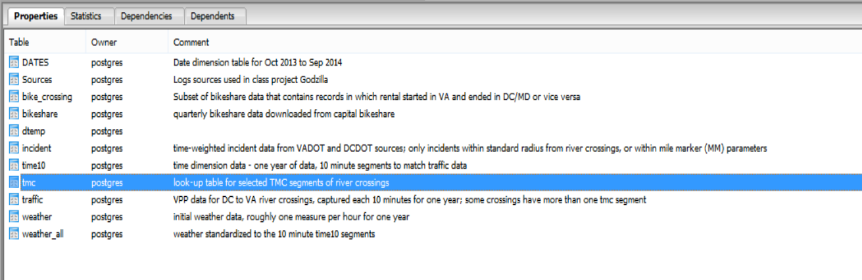 Properties Statistics Dependencies Dependents
Table Owner Comment
DATES postgres Date dimension table for Oct 2013 to Sep 2014
Sources postgres Logs sources used in class project Godzilla
bike_crossing postgres Subset of bikeshare data that contains records in which rental started in VA and ended in DC/MD or vice versa
bikeshare postgres quarterly bikeshare data downloaded from capital bikeshare
dtemp postgres
incident postgres time-weighted incident data from VADOT and DCDOT sources; only incidents within standard radius from river crossings, or within mile marker (MM) parameters
time10 postgres time dimension data - one year of data, 10 minute segments to match traffic data
tmc postgres look-up table for selected TMC segments of river crossings
traffic postgres VPP data for DC to VA river crossings, captured each 10 minutes for one year; some crossings have more than one tmc segment
weather postgres initial weather data, roughly one measure per hour for one year
weather_all postgres weather standardized to the 10 minute time10 segments